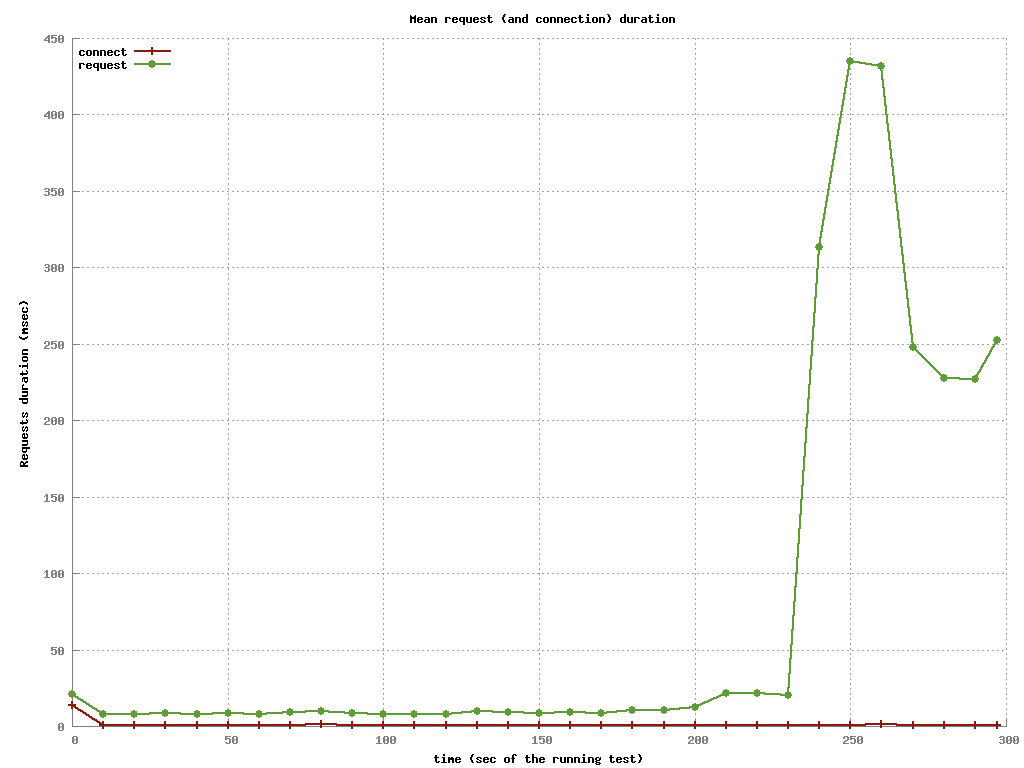 Mean request (and connection) duration
connect
request
450
400
350
300
250
200
150
100
50
0
Requests duration (msec)
0 50 100 150 200 250 300
time (sec of the running test)